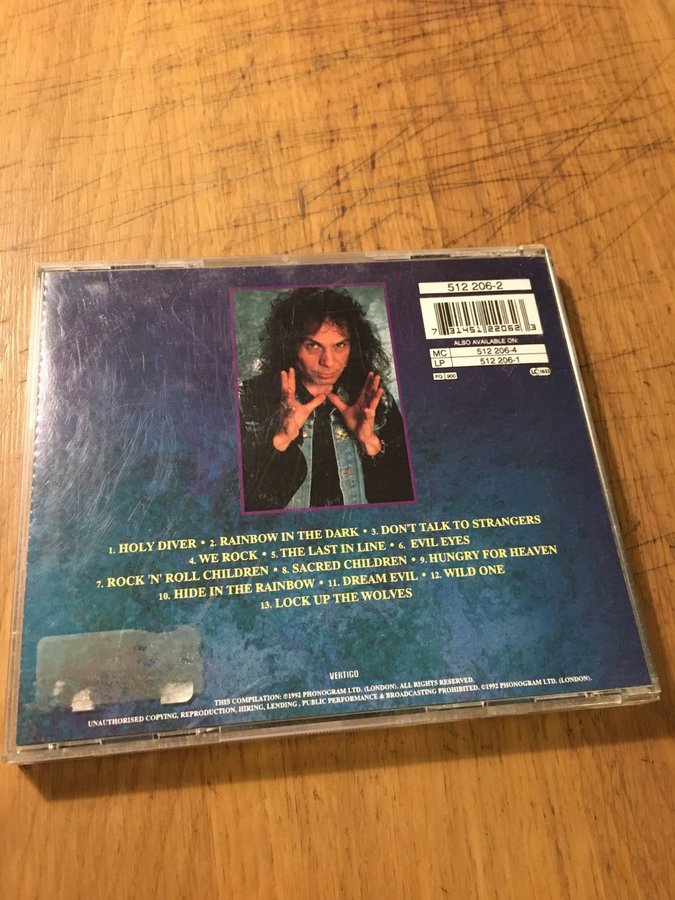 512 206-2
7 31451 22062 3
ALSO AVAILABLE ON:
MC 512 206-4
LP 512 206-1
PG 900
LC 1633
1. HOLY DIVER • 2. RAINBOW IN THE DARK • 3. DON'T TALK TO STRANGERS
4. WE ROCK • 5. THE LAST IN LINE • 6. EVIL EYES
7. ROCK 'N' ROLL CHILDREN • 8. SACRED CHILDREN • 9. HUNGRY FOR HEAVEN
10. HIDE IN THE RAINBOW • 11. DREAM EVIL • 12. WILD ONE
13. LOCK UP THE WOLVES
VERTIGO
THIS COMPILATION: ©1992 PHONOGRAM LTD. (LONDON). ALL RIGHTS RESERVED.
UNAUTHORISED COPYING, REPRODUCTION, HIRING, LENDING, PUBLIC PERFORMANCE & BROADCASTING PROHIBITED. ©1992 PHONOGRAM LTD. (LONDON).